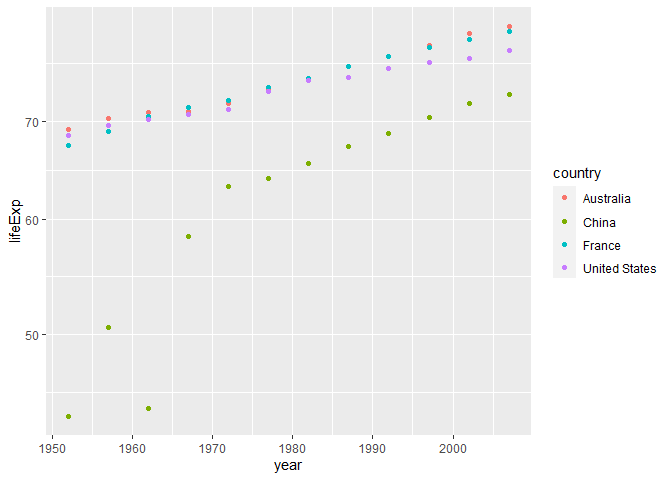 70
60
50
lifeExp
1950 1960 1970 1980 1990 2000
year
country
Australia
China
France
United States